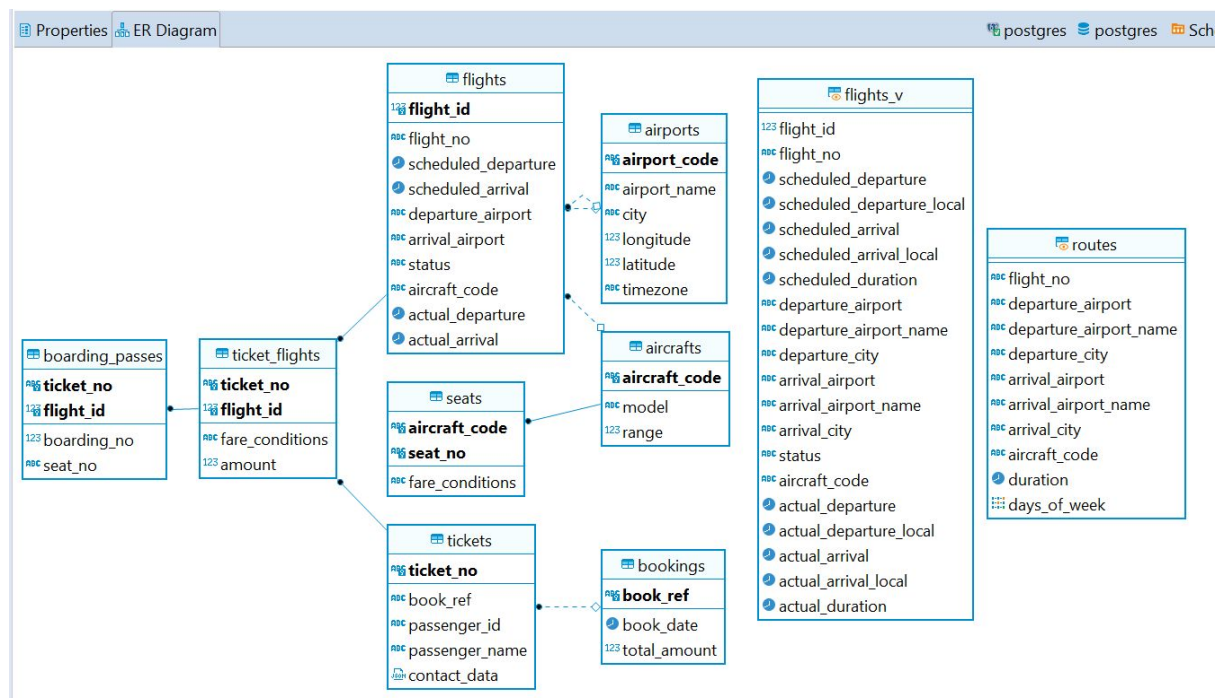 Properties ER Diagram postgres postgres Sch
flights
flight_id
flight_no
scheduled_departure
scheduled_arrival
departure_airport
arrival_airport
status
aircraft_code
actual_departure
actual_arrival
airports
airport_code
airport_name
city
longitude
latitude
timezone
flights_v
flight_id
flight_no
scheduled_departure
scheduled_departure_local
scheduled_arrival
scheduled_arrival_local
scheduled_duration
departure_airport
departure_airport_name
departure_city
arrival_airport
arrival_airport_name
arrival_city
status
aircraft_code
actual_departure
actual_departure_local
actual_arrival
actual_arrival_local
actual_duration
routes
flight_no
departure_airport
departure_airport_name
departure_city
arrival_airport
arrival_airport_name
arrival_city
aircraft_code
duration
days_of_week
boarding_passes
ticket_no
flight_id
boarding_no
seat_no
ticket_flights
ticket_no
flight_id
fare_conditions
amount
seats
aircraft_code
seat_no
fare_conditions
aircrafts
aircraft_code
model
range
tickets
ticket_no
book_ref
passenger_id
passenger_name
contact_data
bookings
book_ref
book_date
total_amount